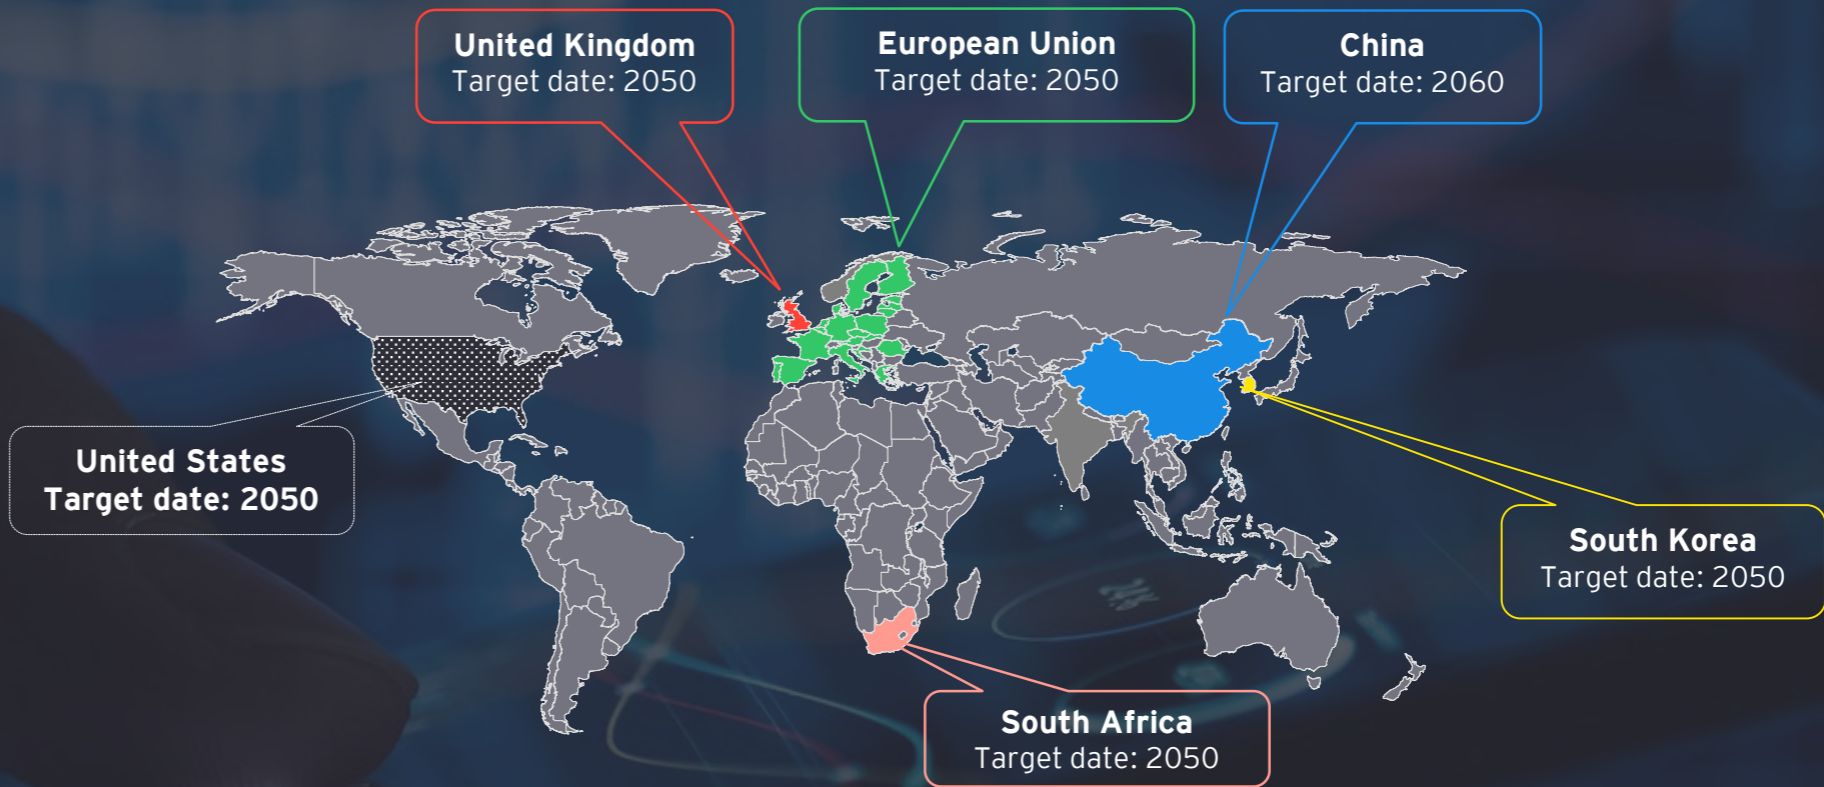 United Kingdom
Target date: 2050
European Union
Target date: 2050
China
Target date: 2060
United States
Target date: 2050
South Korea
Target date: 2050
South Africa
Target date: 2050